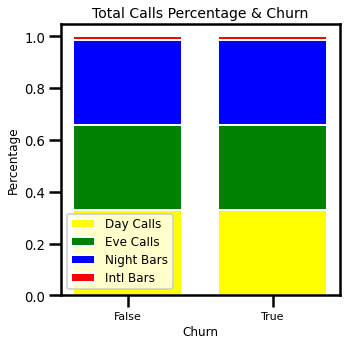 Total Calls Percentage & Churn
Percentage
1.0
0.8
0.6
0.4
0.2
0.0
Day Calls
Eve Calls
Night Bars
Intl Bars
False
True
Churn